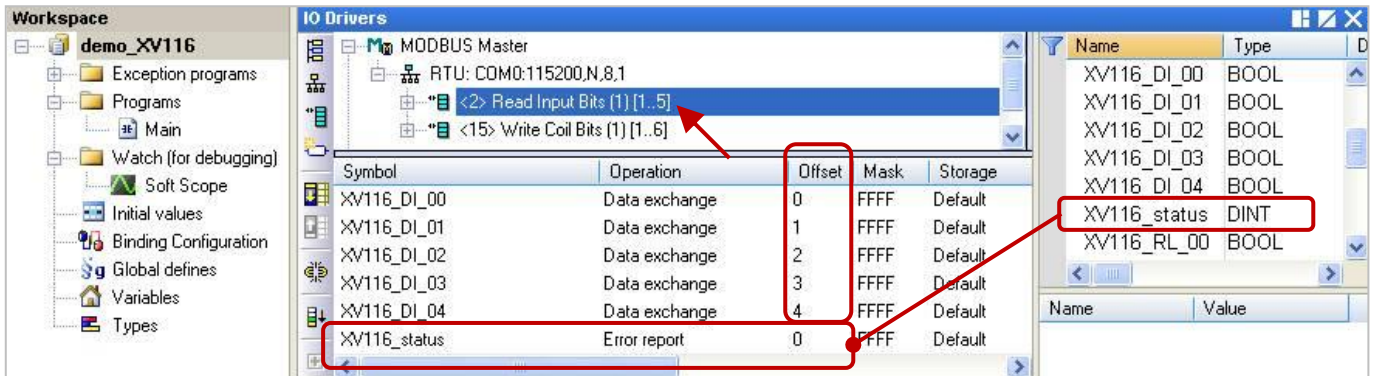 Workspace
demo_XV116
Exception programs
Programs
Main
Watch (for debugging)
Soft Scope
Initial values
Binding Configuration
Global defines
Variables
Types
IO Drivers
MODBUS Master
RTU: COM0:115200,N,8,1
<2> Read Input Bits (1) [1..5]
<15> Write Coil Bits (1) [1..6]
Symbol Operation Offset Mask Storage
XV116_DI_00 Data exchange 0 FFFF Default
XV116_DI_01 Data exchange 1 FFFF Default
XV116_DI_02 Data exchange 2 FFFF Default
XV116_DI_03 Data exchange 3 FFFF Default
XV116_DI_04 Data exchange 4 FFFF Default
XV116_status Error report 0 FFFF Default
Name Type D
XV116_DI_00 BOOL
XV116_DI_01 BOOL
XV116_DI_02 BOOL
XV116_DI_03 BOOL
XV116_DI_04 BOOL
XV116_status DINT
XV116_RL_00 BOOL
Name Value